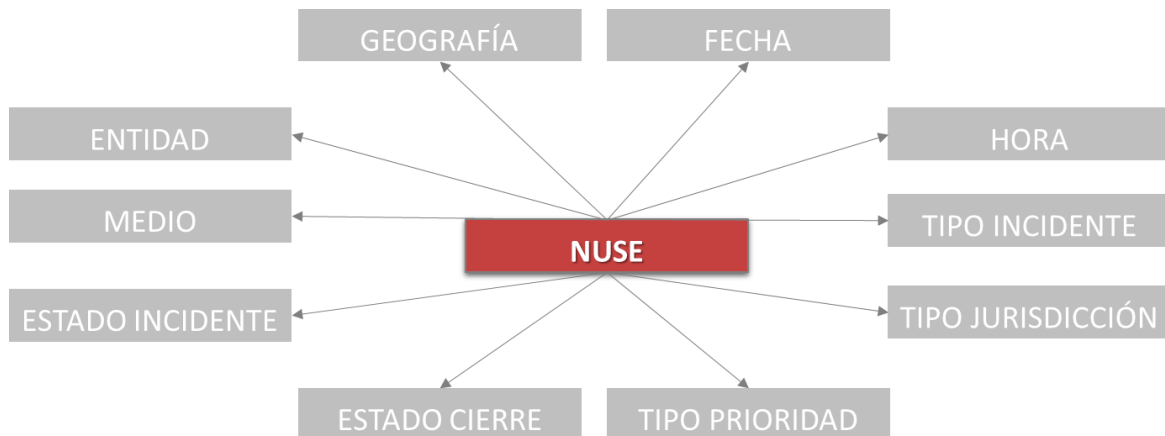 GEOGRAFÍA
FECHA
ENTIDAD
HORA
MEDIO
TIPO INCIDENTE
NUSE
ESTADO INCIDENTE
TIPO JURISDICCIÓN
ESTADO CIERRE
TIPO PRIORIDAD